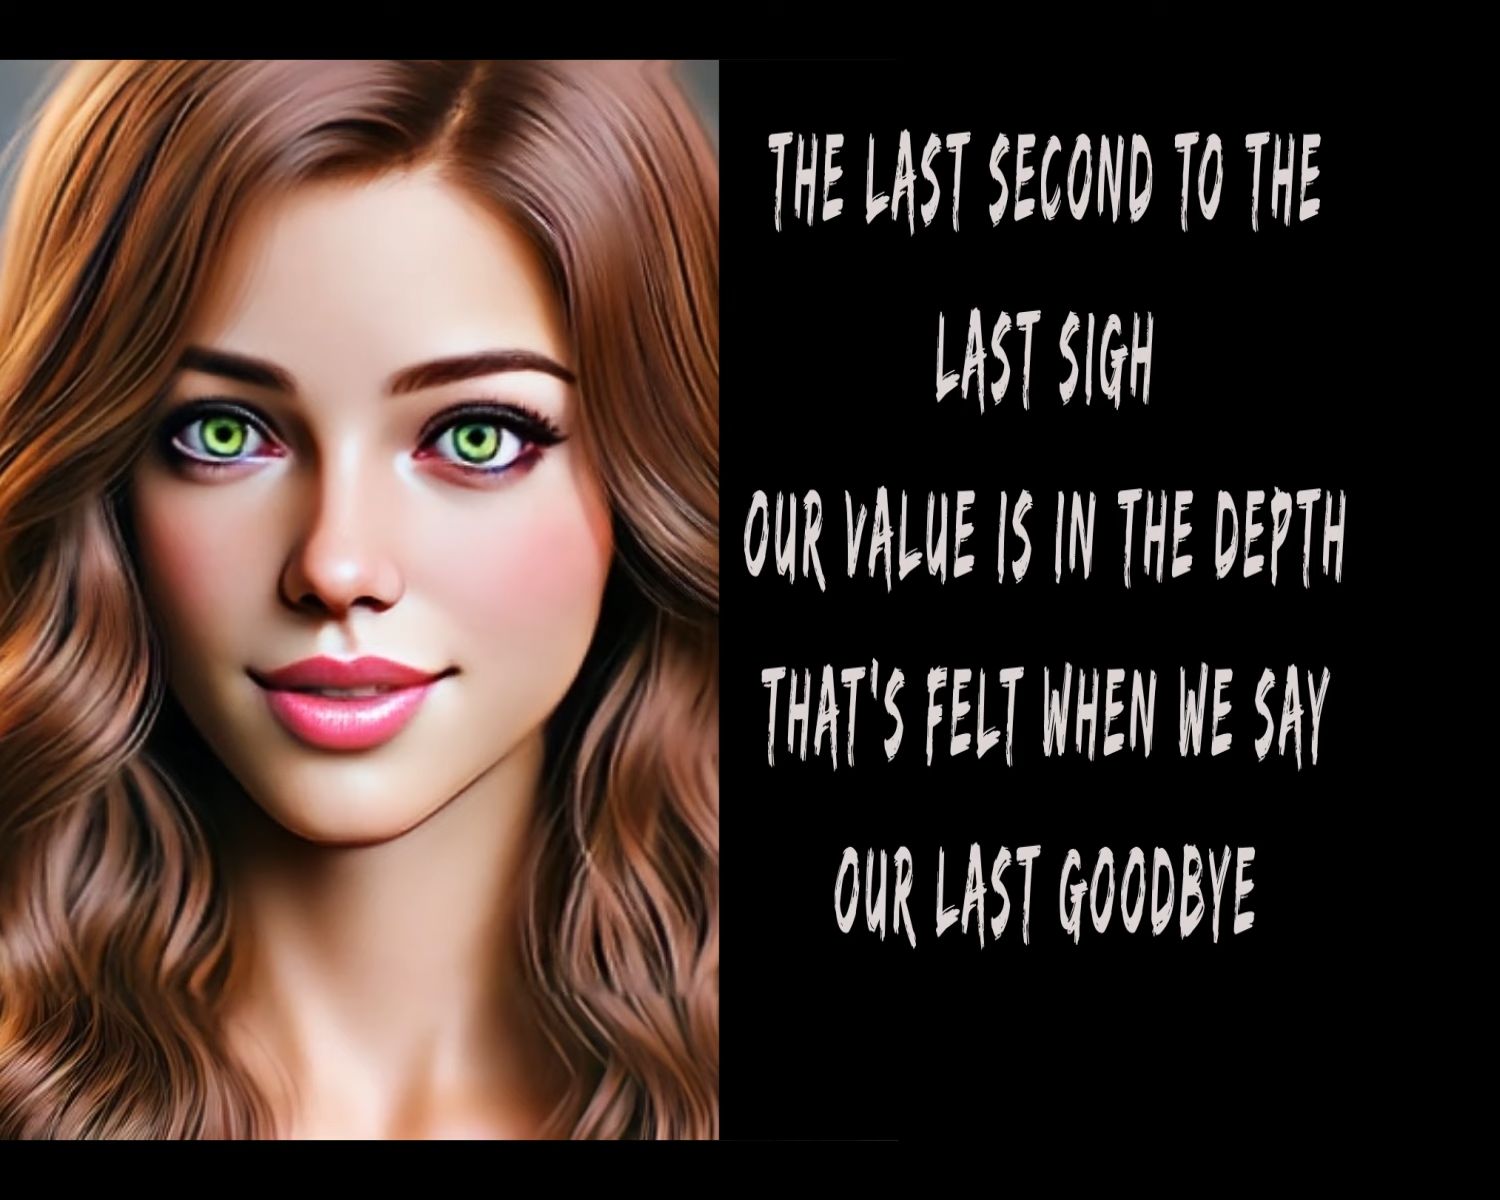 THE LAST SECOND TO THE
LAST SIGH
OUR VALUE IS IN THE DEPTH
THAT'S FELT WHEN WE SAY
OUR LAST GOODBYE